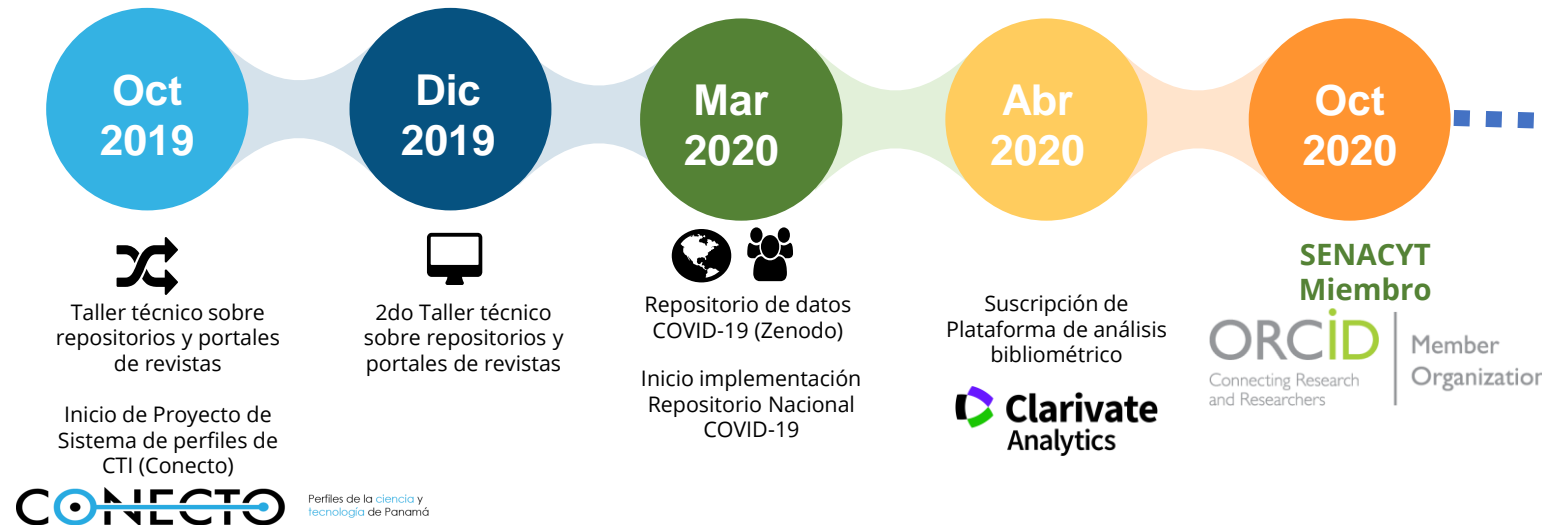 Oct
2019
Dic
2019
Mar
2020
Abr
2020
Oct
2020
Taller técnico sobre
repositorios y portales
de revistas
Inicio de Proyecto de
Sistema de perfiles de
CTI (Conecto)
CONECTO
Perfiles de la ciencia y
tecnología de Panamá
2do Taller técnico
sobre repositorios y
portales de revistas
Repositorio de datos
COVID-19 (Zenodo)
Inicio implementación
Repositorio Nacional
COVID-19
Suscripción de
Plataforma de análisis
bibliométrico
Clarivate
Analytics
SENACYT
Miembro
ORCID
Connecting Research
and Researchers
Member
Organization